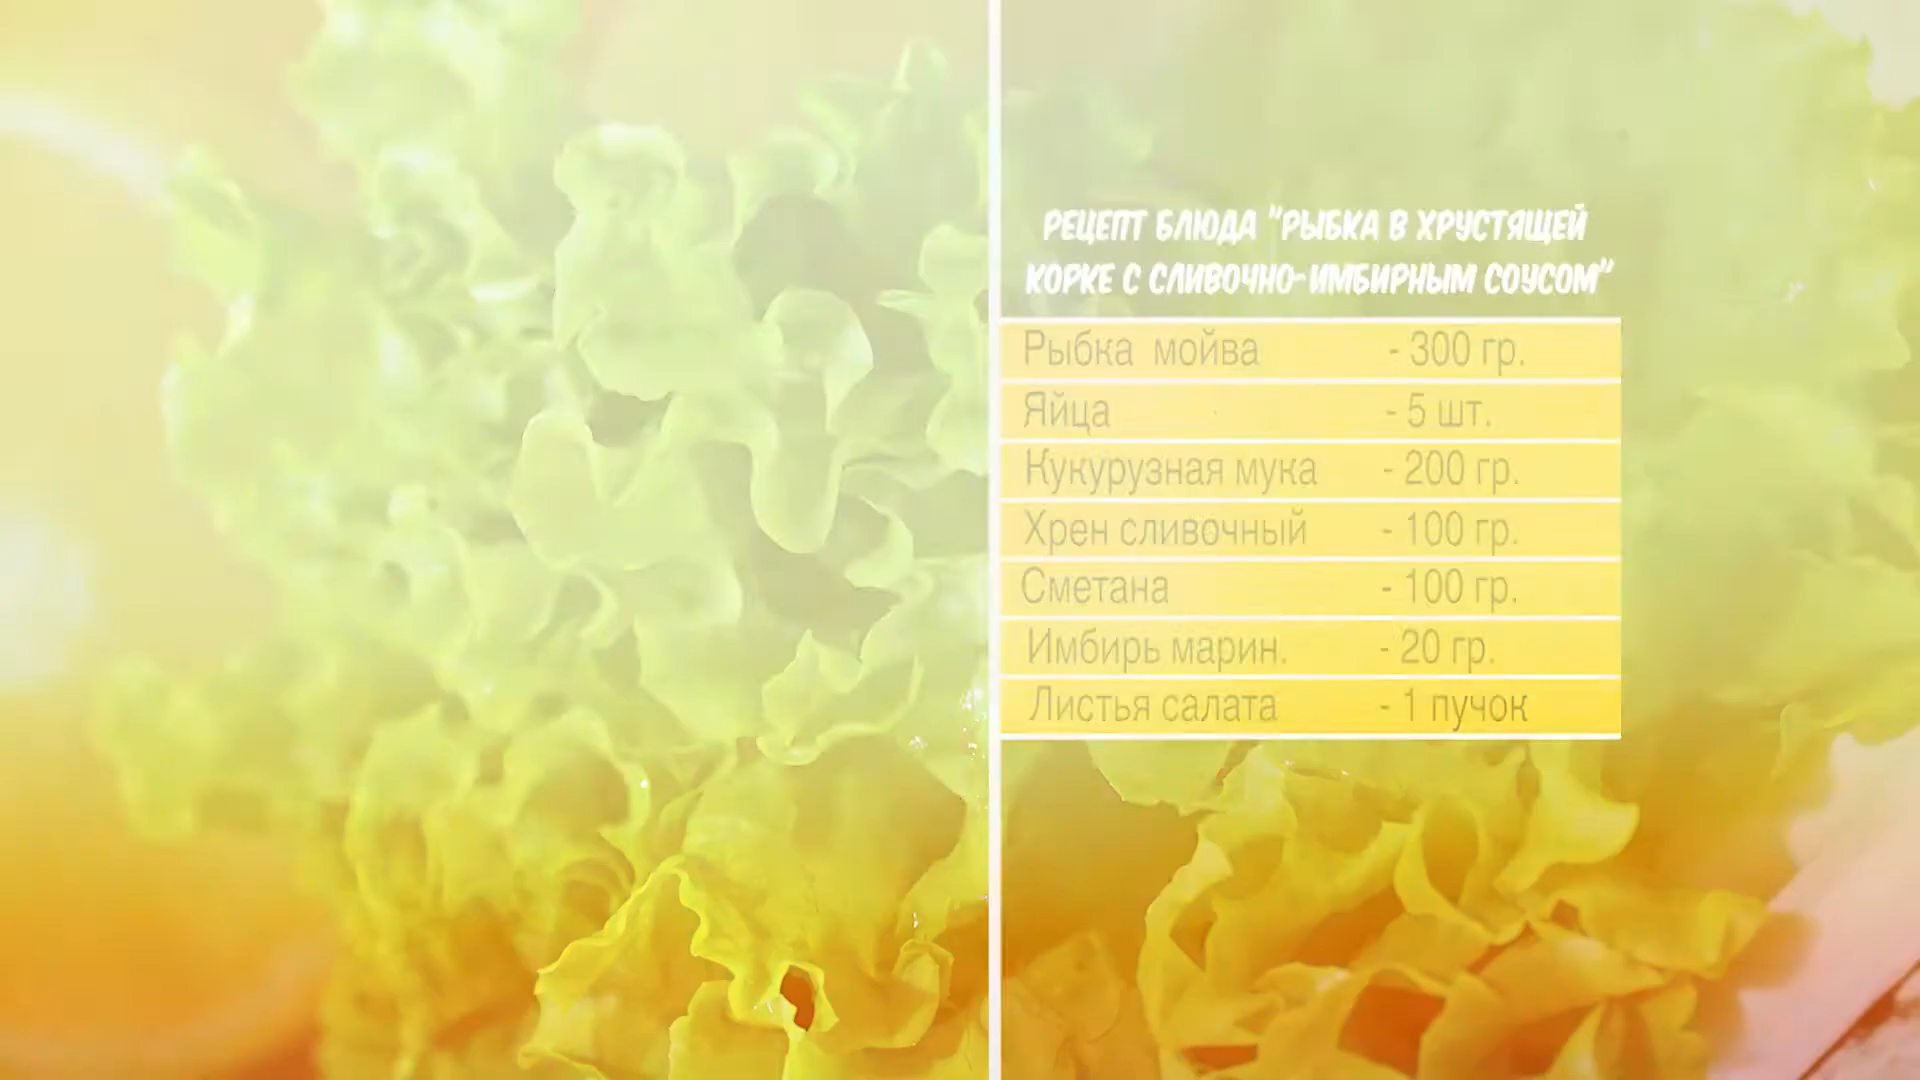 РЕЦЕПТ БЛЮДА "РЫБКА В ХРУСТЯЩЕЙ
КОРКЕ С СЛИВОЧНО-ИМБИРНЫМ СОУСОМ"
Рыбка мойва - 300 гр.
Яйца - 5 шт.
Кукурузная мука - 200 гр.
Хрен сливочный - 100 гр.
Сметана - 100 гр.
Имбирь марин. - 20 гр.
Листья салата - 1 пучок